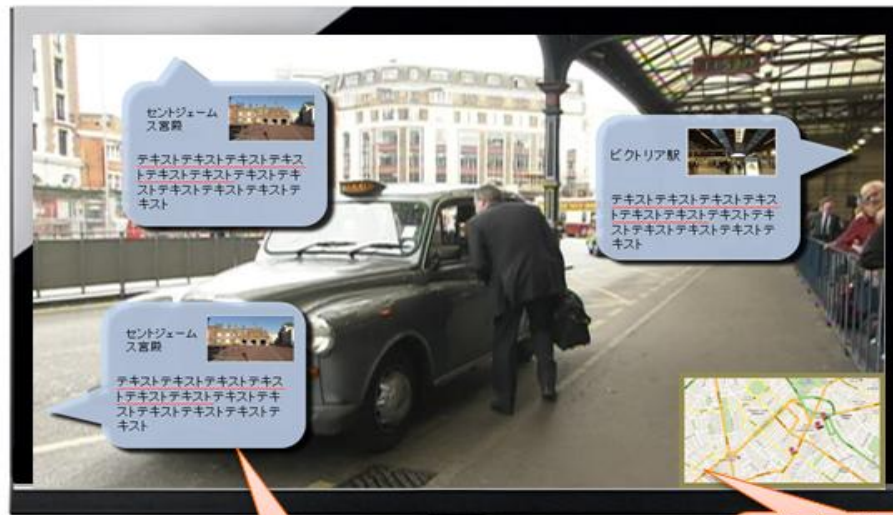 セントジェーム
ス宮殿
テキストテキストテキストテキス
トテキストテキストテキストテキ
ストテキストテキストテキストテ
キスト
ビクトリア駅
テキストテキストテキストテキス
トテキストテキストテキストテキ
ストテキストテキストテキストテ
キスト
セントジェーム
ス宮殿
テキストテキストテキストテキス
トテキストテキストテキストテキ
ストテキストテキストテキストテ
キスト